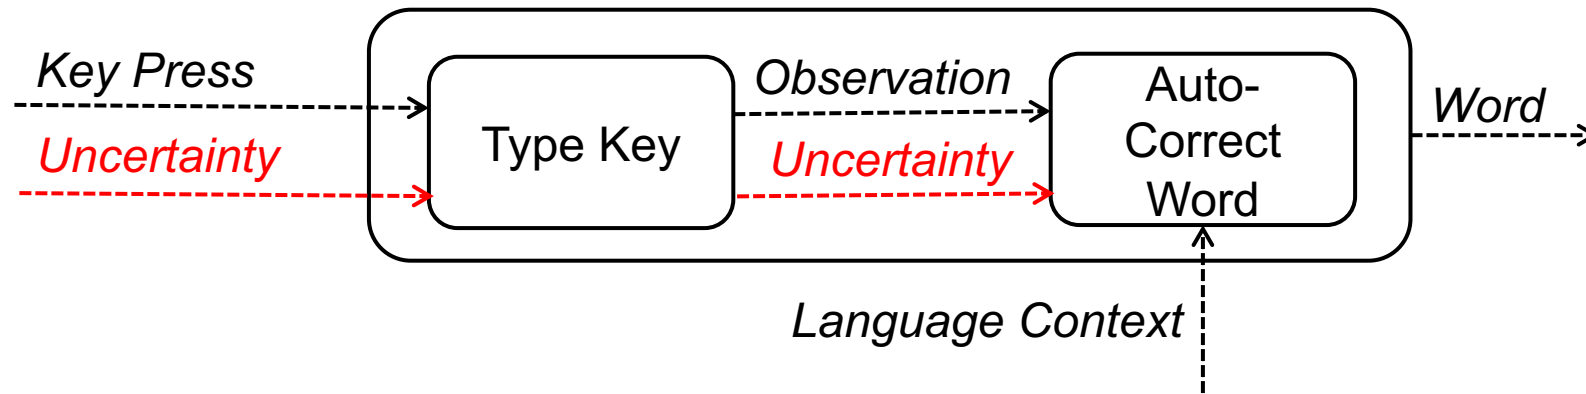 Key Press
Uncertainty
Type Key
Observation
Uncertainty
Auto-
Correct
Word
Word
Language Context